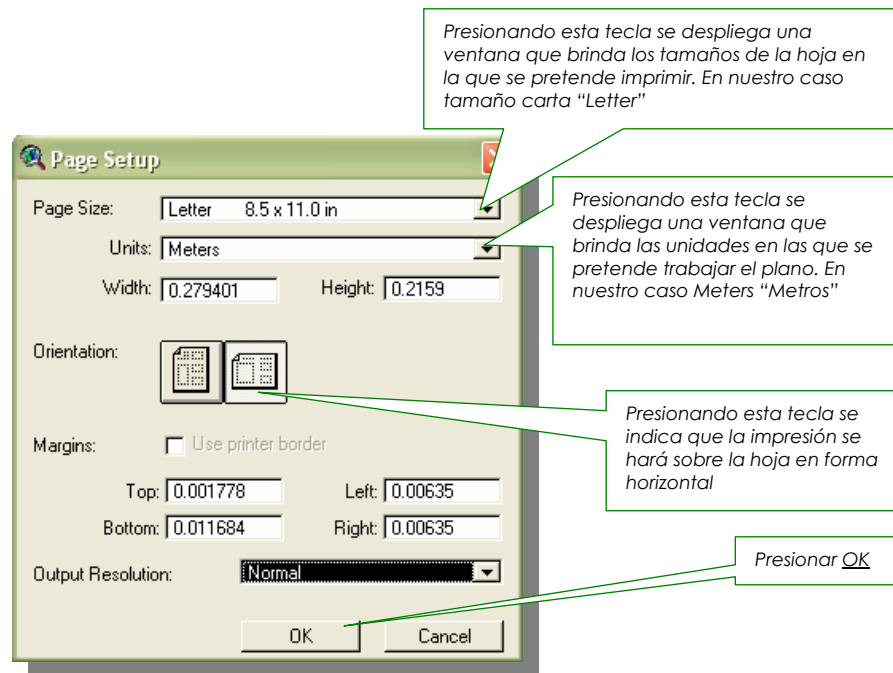 Presionando esta tecla se despliega una
ventana que brinda los tamaños de la hoja en
la que se pretende imprimir. En nuestro caso
tamaño carta “Letter”
Page Setup
Page Size: Letter 8.5 x 11.0 in
Units: Meters
Width: 0.279401 Height: 0.2159
Presionando esta tecla se
despliega una ventana que
brinda las unidades en las que se
pretende trabajar el plano. En
nuestro caso Meters “Metros”
Orientation:
Presionando esta tecla se
indica que la impresión se
hará sobre la hoja en forma
horizontal
Margins: Use printer border
Top: 0.001778 Left: 0.00635
Bottom: 0.011684 Right: 0.00635
Output Resolution: Normal
Presionar OK
OK Cancel